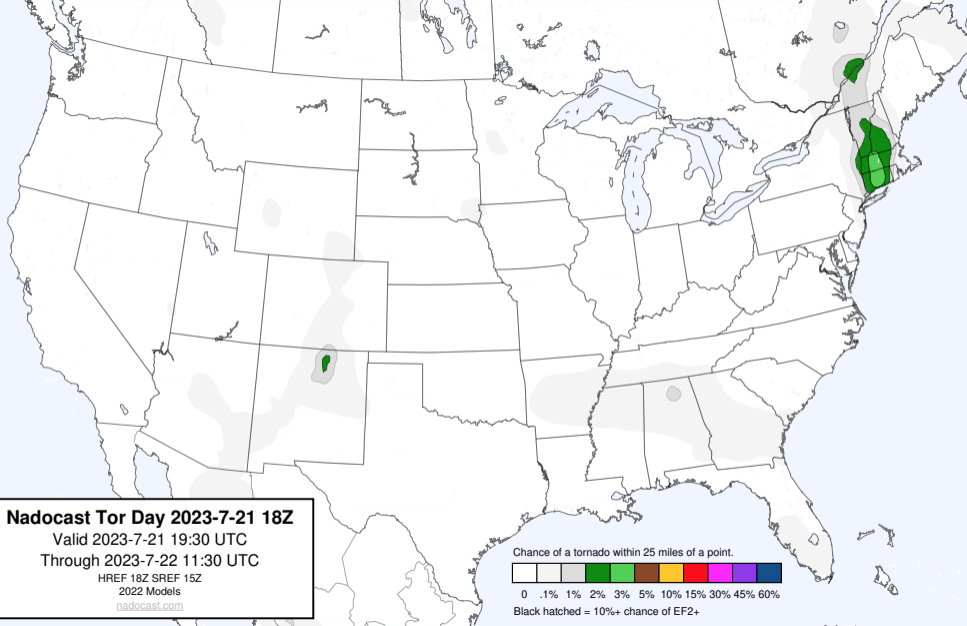 Nadocast Tor Day 2023-7-21 18Z
Valid 2023-7-21 19:30 UTC
Through 2023-7-22 11:30 UTC
HREF 18Z SREF 15Z
2022 Models
nadocast.com
Chance of a tornado within 25 miles of a point.
0 .1% 1% 2% 3% 5% 10% 15% 30% 45% 60%
Black hatched = 10%+ chance of EF2+